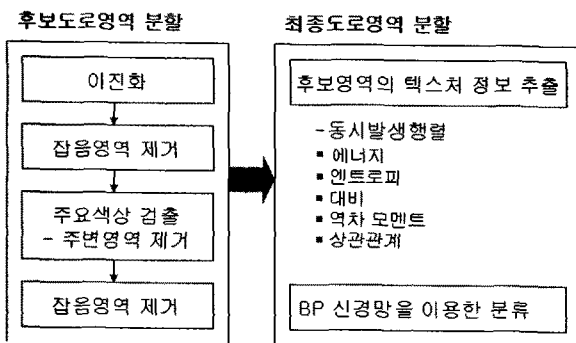 후보도로영역 분할
이진화
잡음영역 제거
주요색상 검출
- 주변영역 제거
잡음영역 제거
최종도로영역 분할
후보영역의 텍스처 정보 추출
-동시발생행렬
▪ 에너지
▪ 엔트로피
▪ 대비
▪ 역차 모멘트
▪ 상관관계
BP 신경망을 이용한 분류